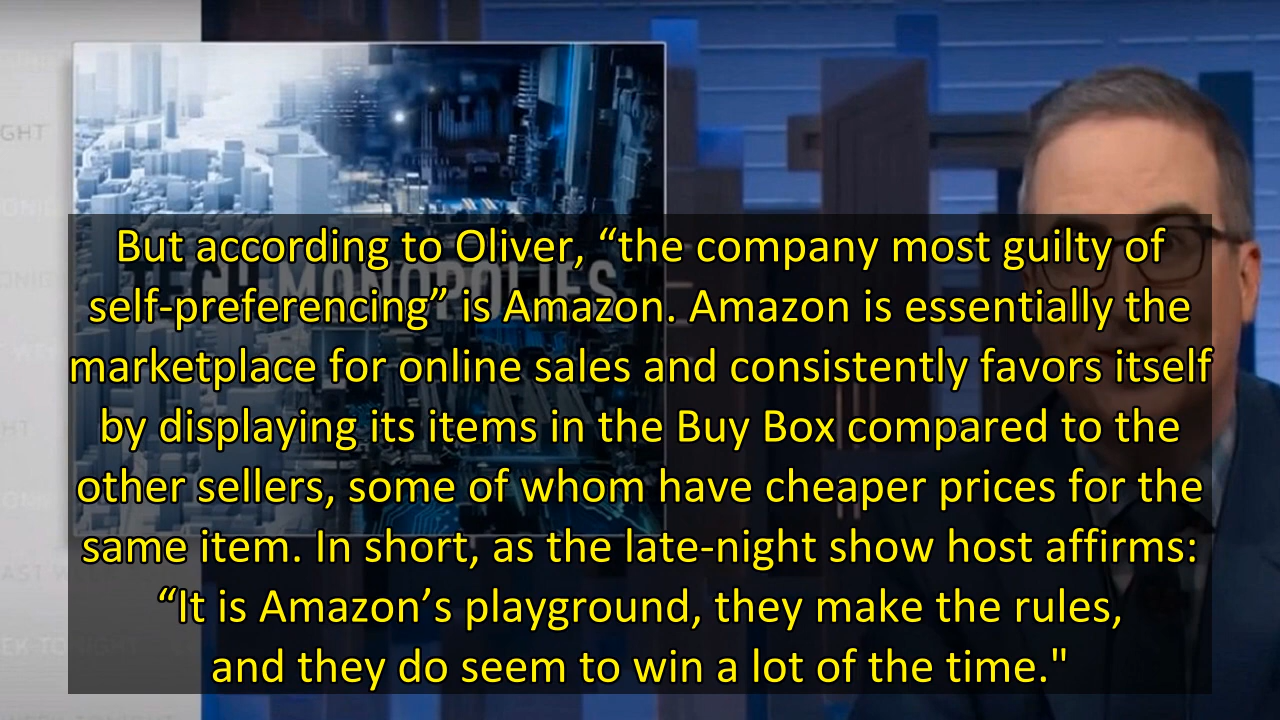 But according to Oliver, “the company most guilty of
self-preferencing” is Amazon. Amazon is essentially the
marketplace for online sales and consistently favors itself
by displaying its items in the Buy Box compared to the
other sellers, some of whom have cheaper prices for the
same item. In short, as the late-night show host affirms:
“It is Amazon’s playground, they make the rules,
and they do seem to win a lot of the time."
TECH MONOPOLIES